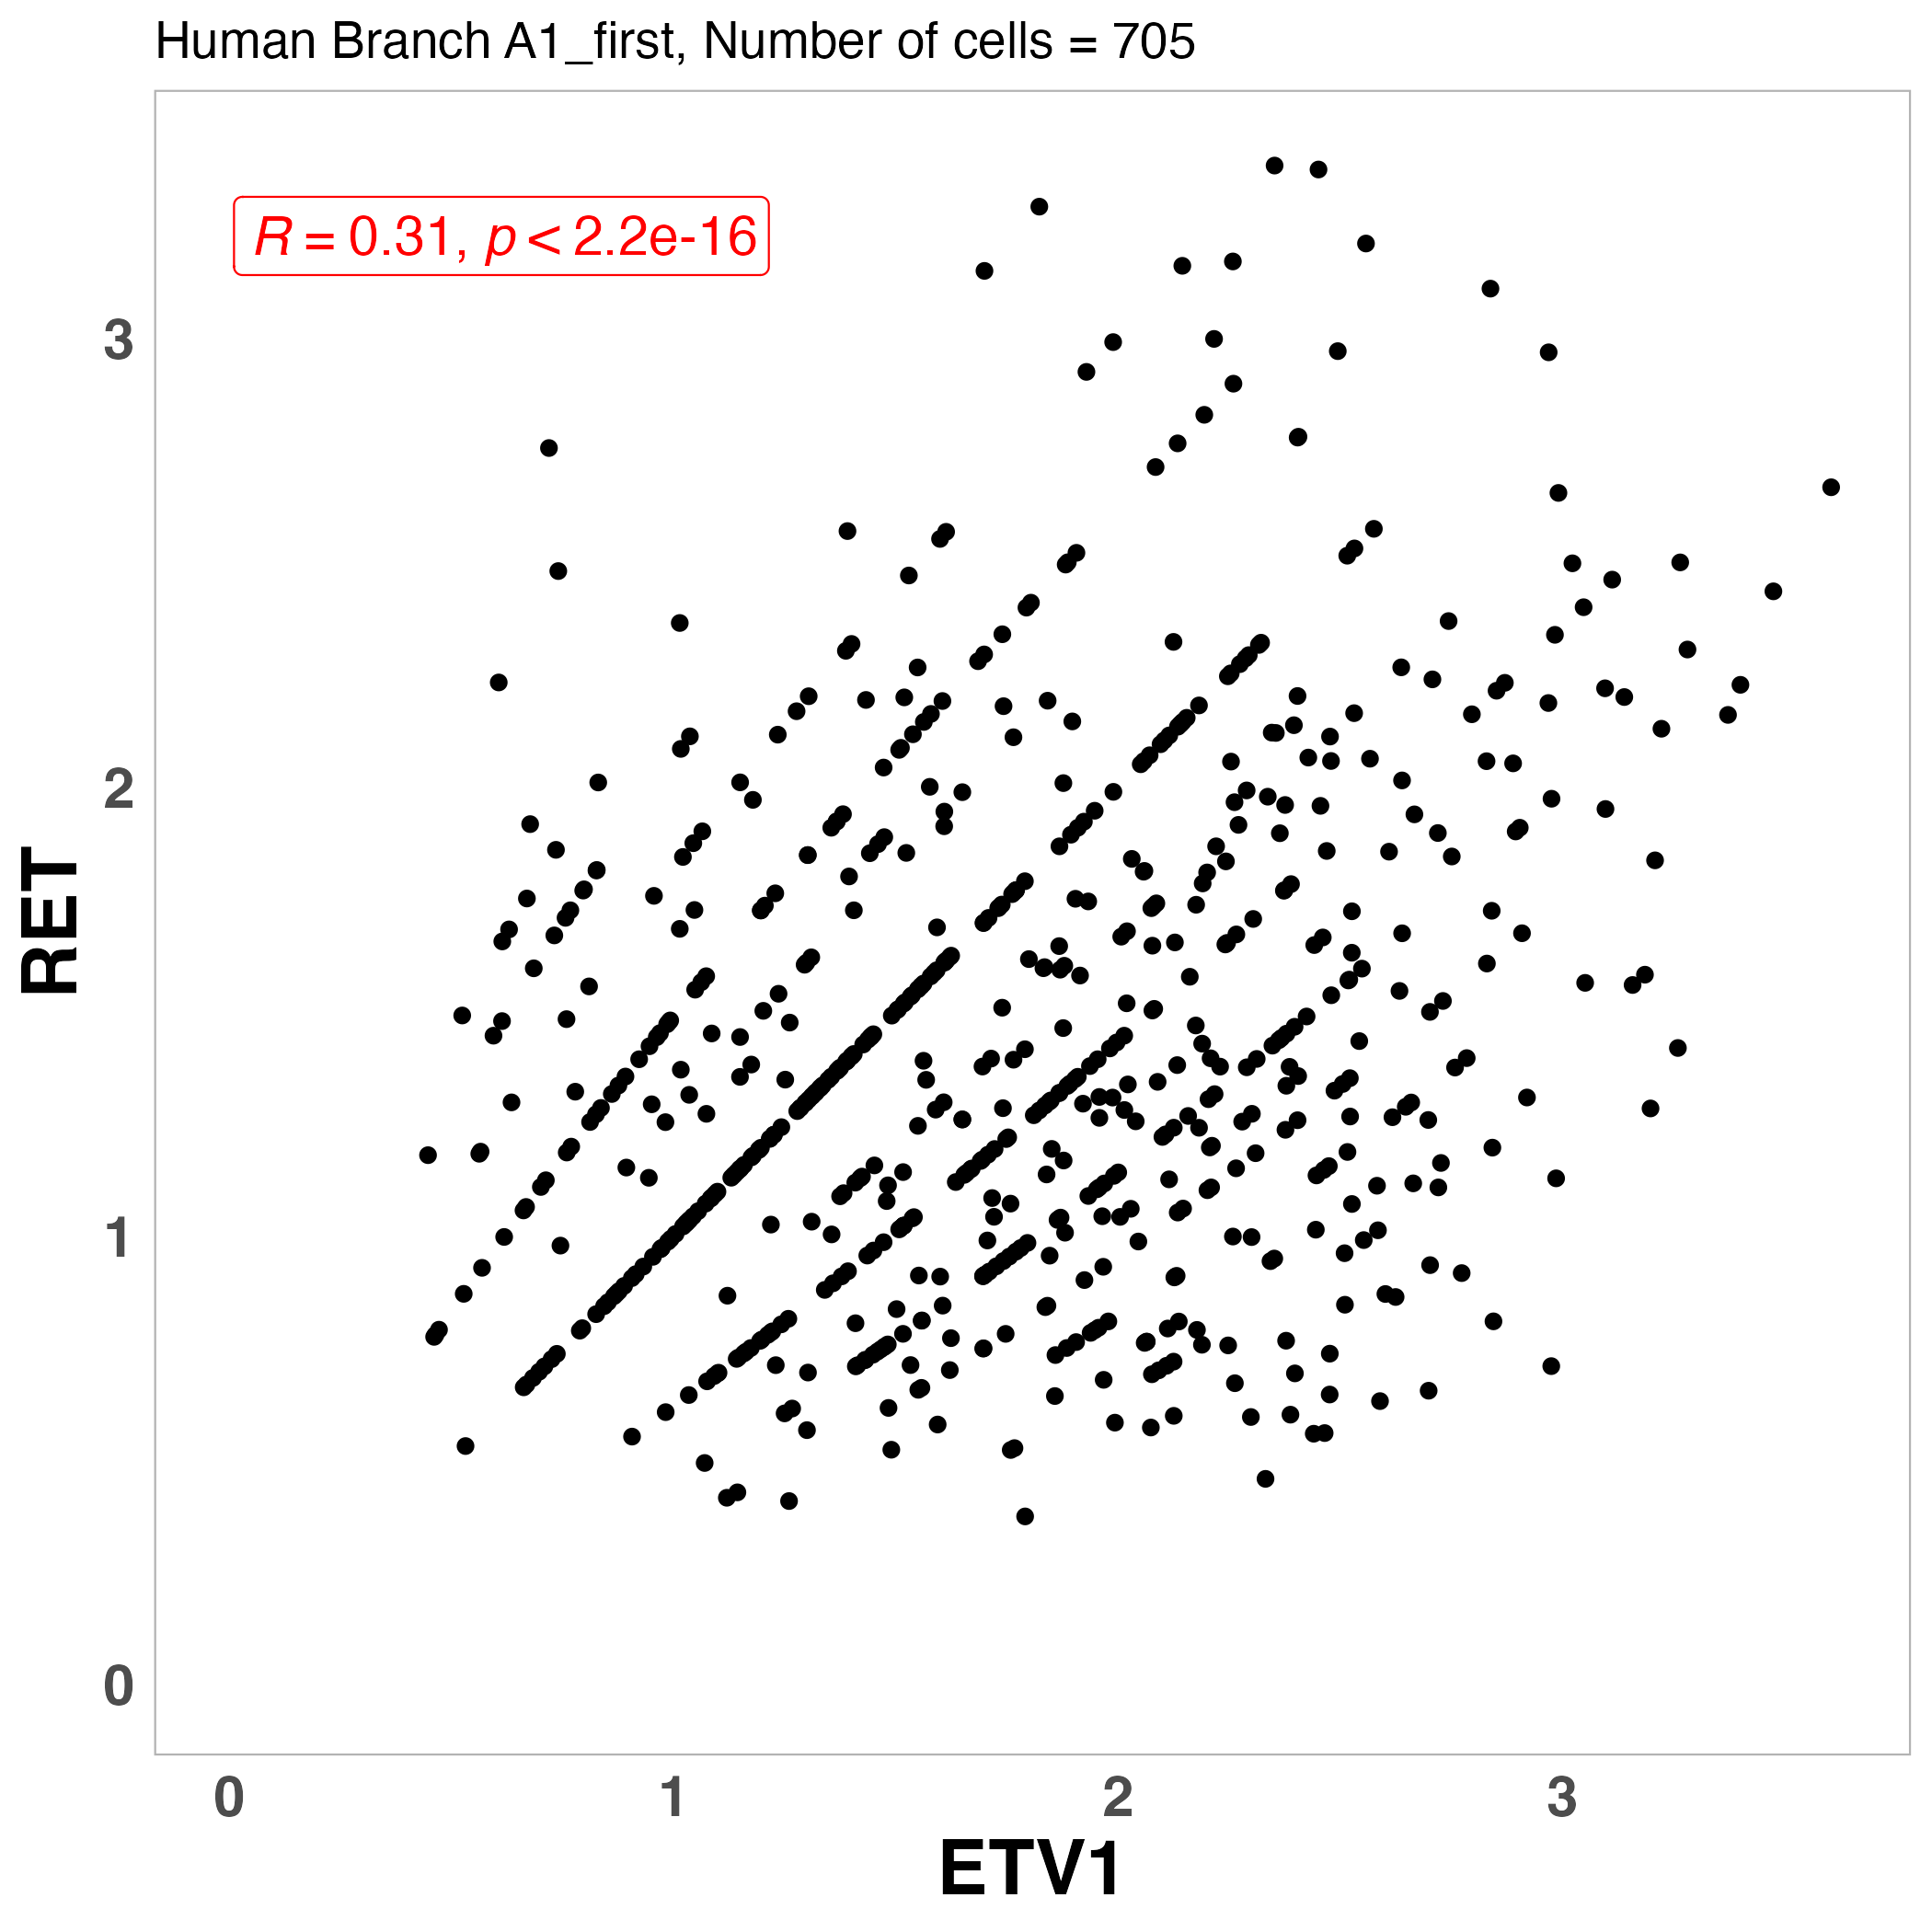 Human Branch A1_first, Number of cells = 705
R = 0.31, p < 2.2e-16
3
2
1
0
RET
0 1 2 3
ETV1